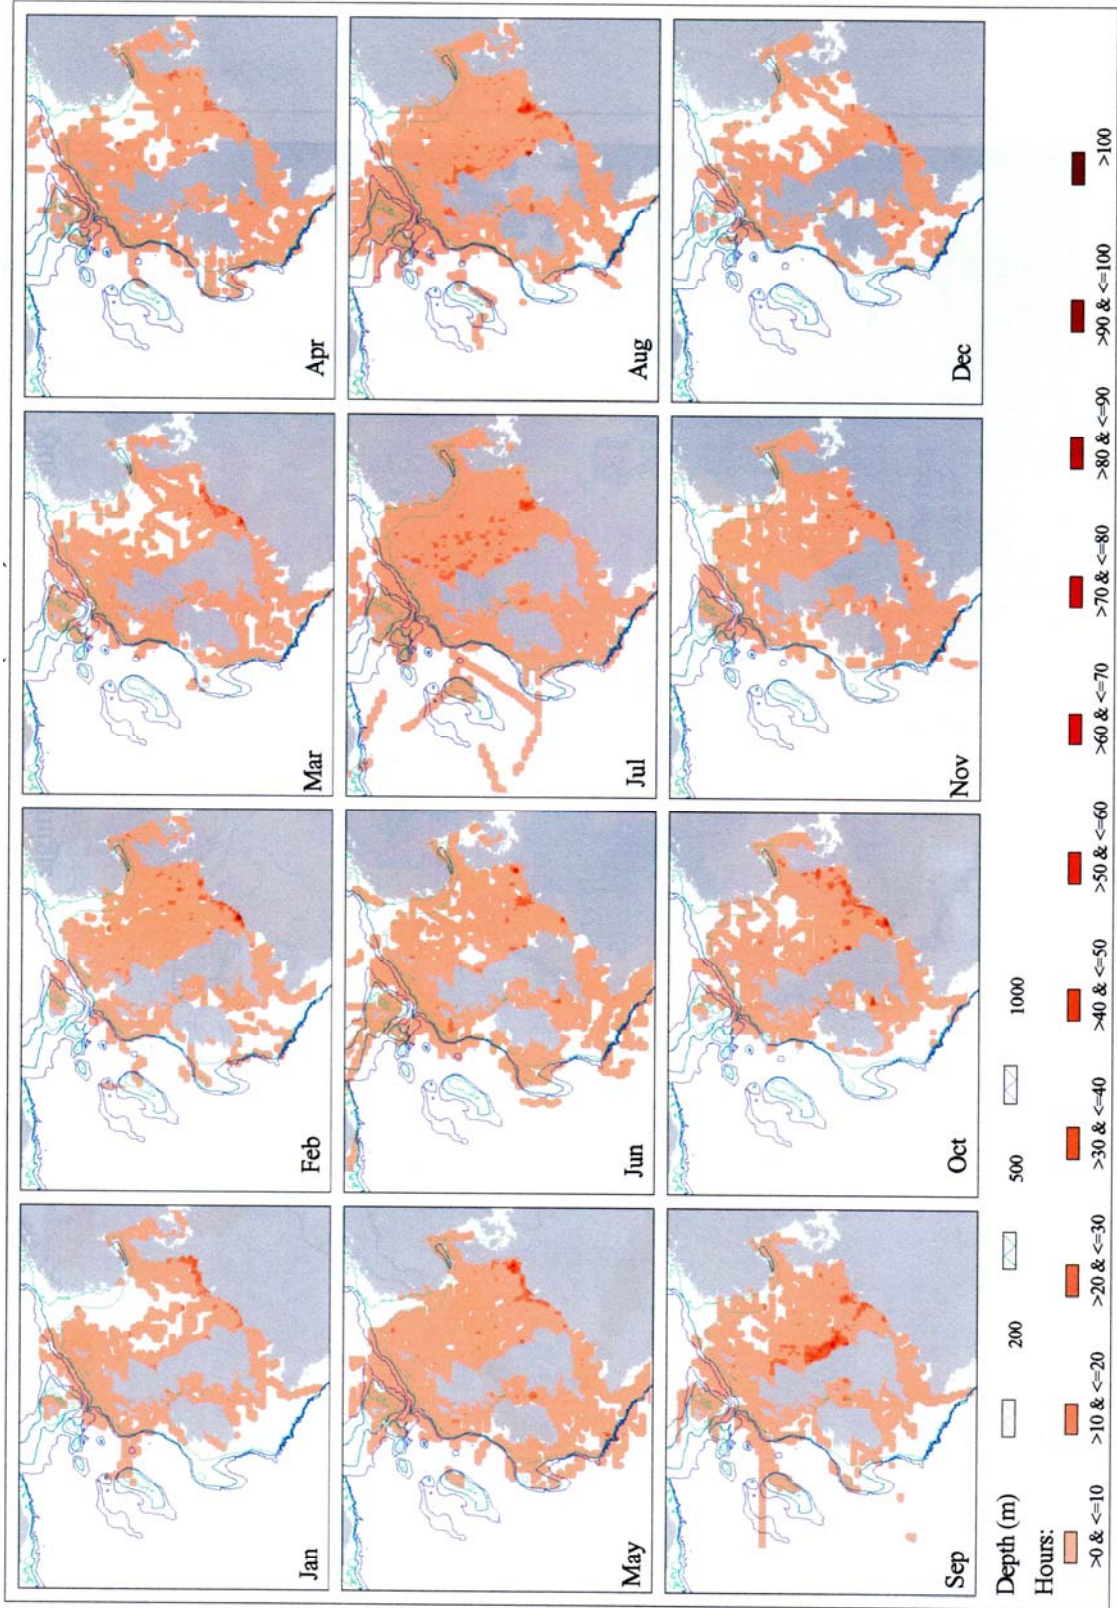 Jan
Feb
Mar
Apr
May
Jun
Jul
Aug
Sep
Oct
Nov
Dec
Depth (m) 200 500 1000
Hours:
>0 & <=10 >10 & <=20 >20 & <=30 >30 & <=40 >40 & <=50 >50 & <=60 >60 & <=70 >70 & <=80 >80 & <=90 >90 & <=100 >100